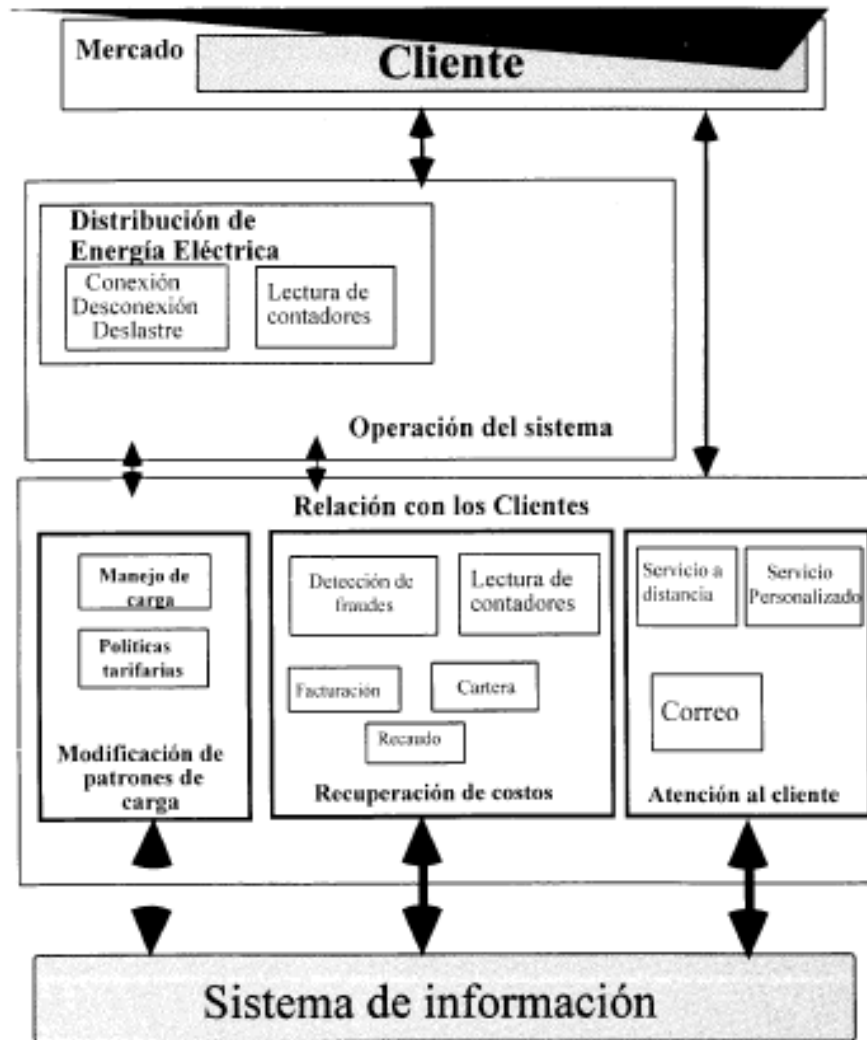 Mercado
Cliente
Distribución de
Energía Eléctrica
Conexión
Desconexión
Deslastre
Lectura de
contadores
Operación del sistema
Relación con los Clientes
Manejo de
carga
Políticas
tarifarias
Modificación de
patrones de
carga
Detección de
fraudes
Lectura de
contadores
Facturación
Cartera
Recaudo
Recuperación de costos
Servicio a
distancia
Servicio
Personalizado
Correo
Atención al cliente
Sistema de información